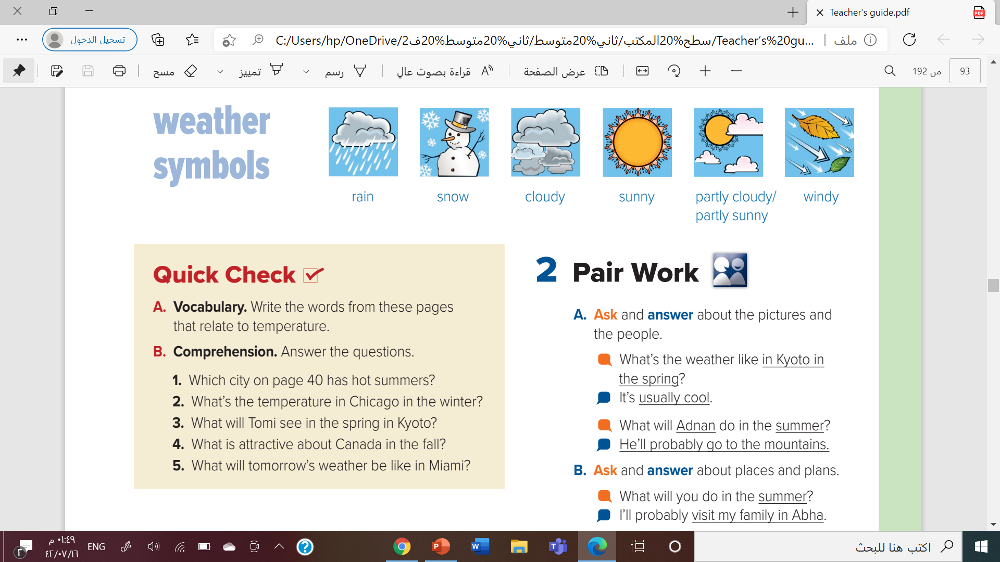 Teacher's guide.pdf
تسجيل الدخول
C:/Users/hp/OneDrive/سطح%20المكتب/ثاني%20متوسط/ثاني%20متوسط%20ف2/Teacher's%20gu...
ملف
مسح
تمييز
رسم
قراءة بصوت عالٍ
عرض الصفحة
من 192
93
weather
symbols
rain
snow
cloudy
sunny
partly cloudy/
partly sunny
windy
Quick Check
A. Vocabulary. Write the words from these pages
that relate to temperature.
B. Comprehension. Answer the questions.
1. Which city on page 40 has hot summers?
2. What's the temperature in Chicago in the winter?
3. What will Tomi see in the spring in Kyoto?
4. What is attractive about Canada in the fall?
5. What will tomorrow's weather be like in Miami?
2 Pair Work
A. Ask and answer about the pictures and
the people.
What's the weather like in Kyoto in
the spring?
It's usually cool.
What will Adnan do in the summer?
He'll probably go to the mountains.
B. Ask and answer about places and plans.
What will you do in the summer?
I'll probably visit my family in Abha.
٣
٠١:٤٩ م
٤٢/٠٧/١٦
ENG
اكتب هنا للبحث